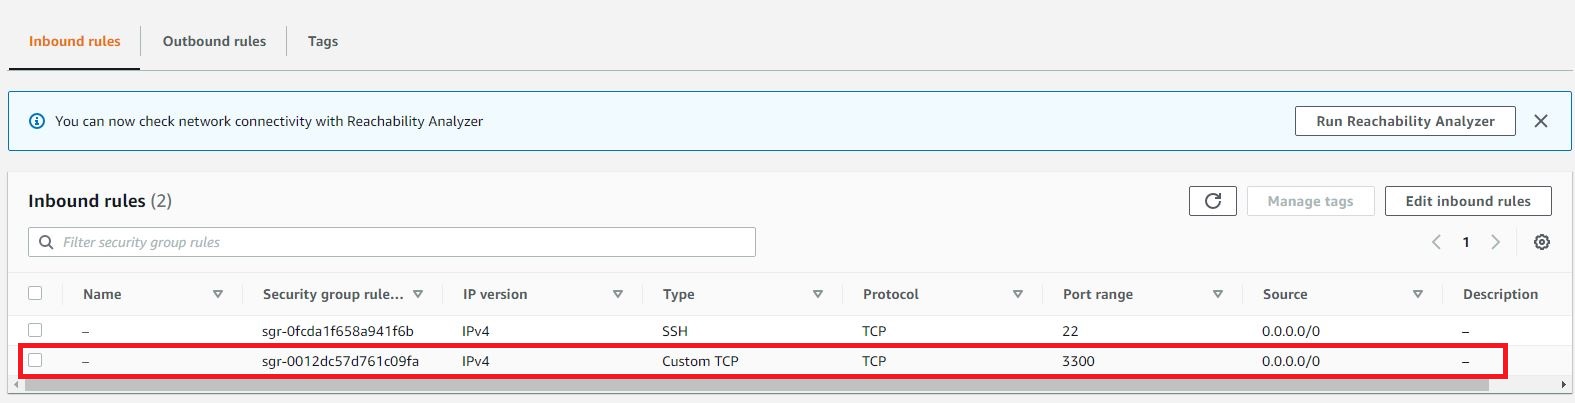 Inbound rules Outbound rules Tags
You can now check network connectivity with Reachability Analyzer Run Reachability Analyzer
Inbound rules (2) Manage tags Edit inbound rules
Filter security group rules 1
Name Security group rule... IP version Type Protocol Port range Source Description
– sgr-0fcda1f658a941f6b IPv4 SSH TCP 22 0.0.0.0/0 –
– sgr-0012dc57d761c09fa IPv4 Custom TCP TCP 3300 0.0.0.0/0 –